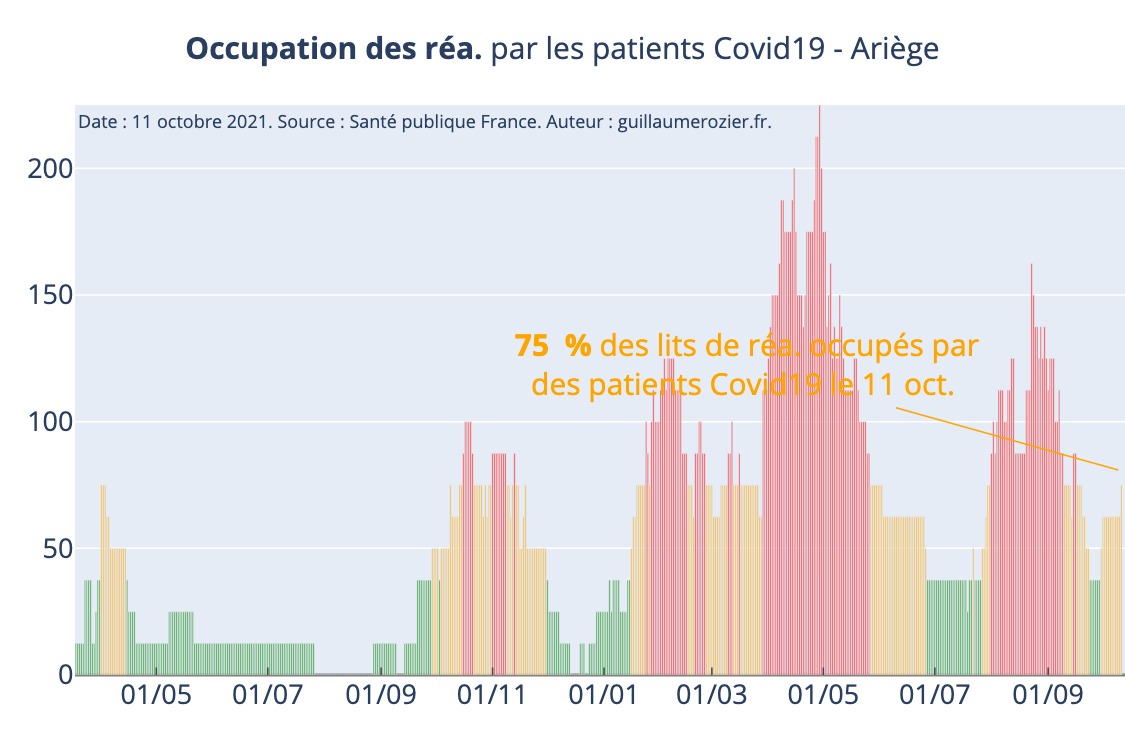 Occupation des réa. par les patients Covid19 - Ariège
Date : 11 octobre 2021. Source : Santé publique France. Auteur : guillaumerozier.fr.
200
150
75  % des lits de réa. occupés par
des patients Covid19 le 11 oct.
100
50
0
01/05 01/07 01/09 01/11 01/01 01/03 01/05 01/07 01/09